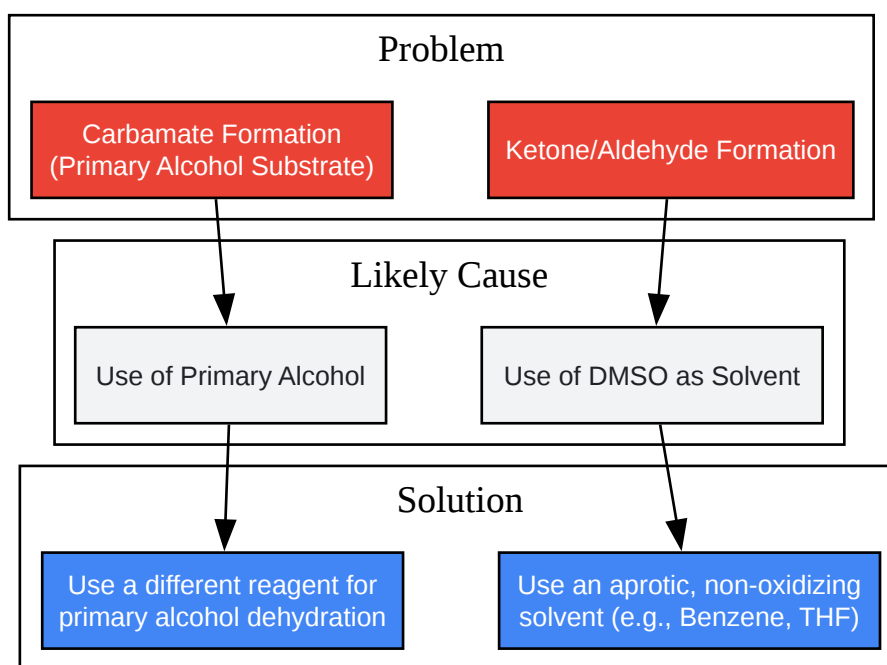 Problem
Carbamate Formation
(Primary Alcohol Substrate)
Ketone/Aldehyde Formation
Likely Cause
Use of Primary Alcohol
Use of DMSO as Solvent
Solution
Use a different reagent for
primary alcohol dehydration
Use an aprotic, non-oxidizing
solvent (e.g., Benzene, THF)